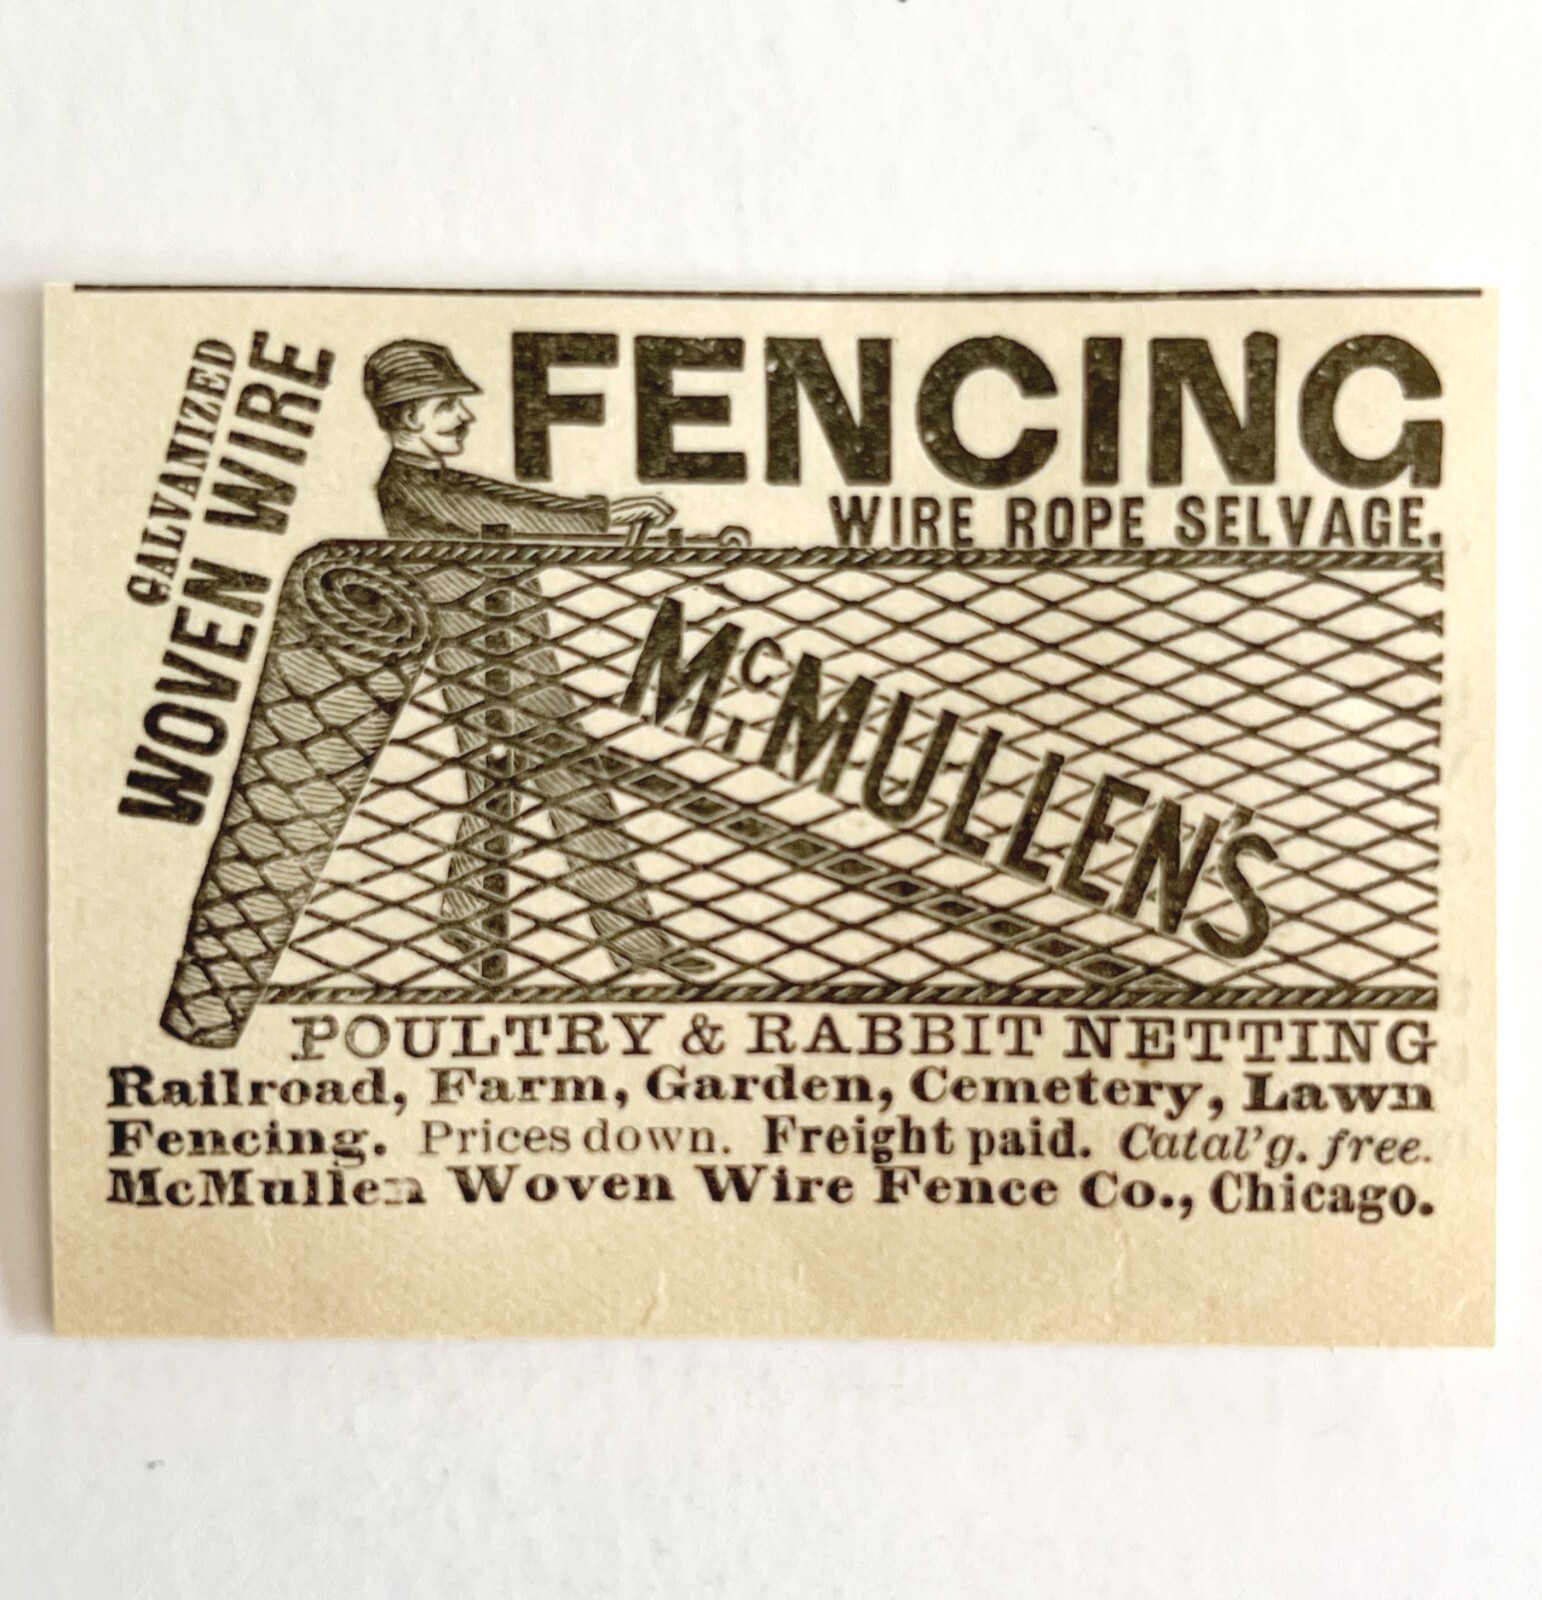 GALVANIZED
WOVEN WIRE
FENCING
WIRE ROPE SELVAGE.
McMULLEN'S
POULTRY & RABBIT NETTING
Railroad, Farm, Garden, Cemetery, Lawn
Fencing. Prices down. Freight paid. Catal'g. free.
McMullen Woven Wire Fence Co., Chicago.